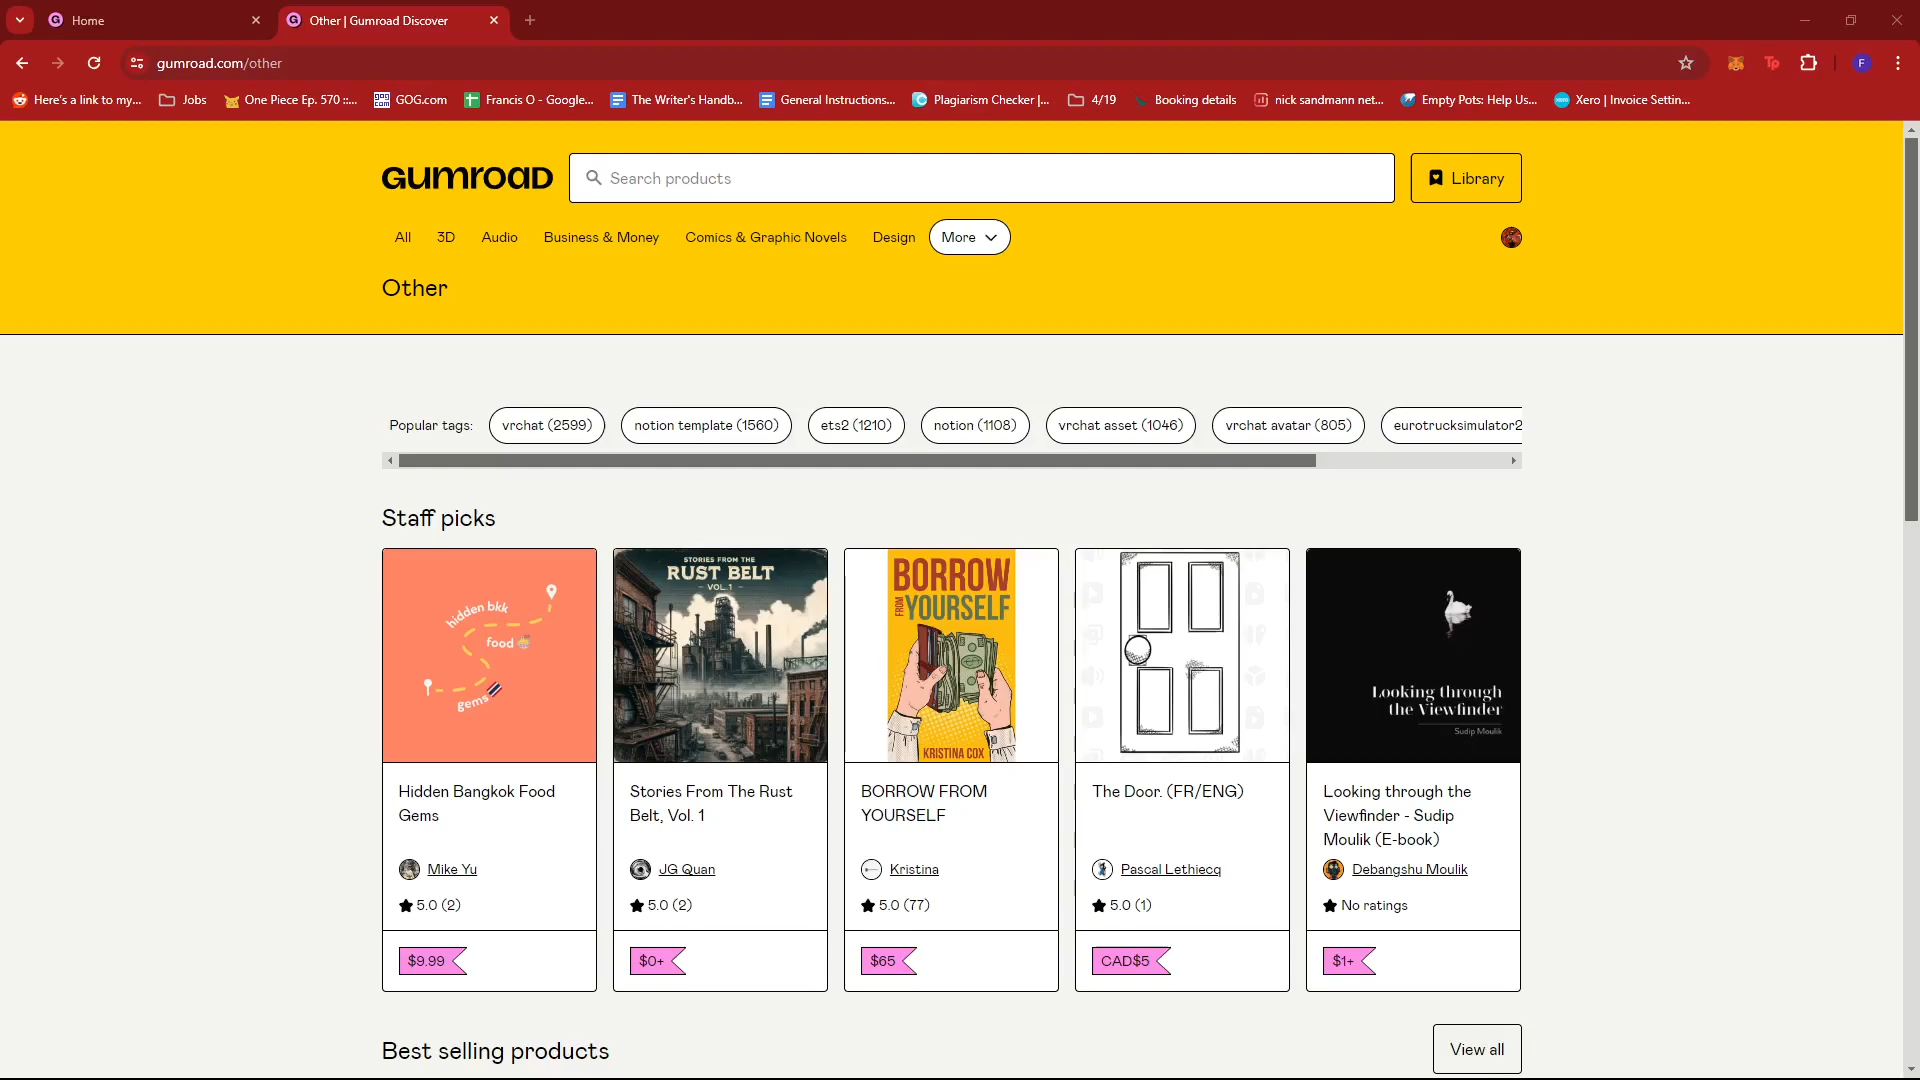 Home
Other | Gumroad Discover
gumroad.com/other
Here's a link to my...
Jobs
One Piece Ep. 570 ::...
GOG.com
Francis O - Google...
The Writer's Handb...
General Instructions...
Plagiarism Checker |...
4/19
Booking details
nick sandmann net...
Empty Pots: Help Us...
Xero | Invoice Settin...
GUMROAD
Search products
Library
All
3D
Audio
Business & Money
Comics & Graphic Novels
Design
More
Other
Popular tags:
vrchat (2599)
notion template (1560)
ets2 (1210)
notion (1108)
vrchat asset (1046)
vrchat avatar (805)
eurotrucksimulator2
Staff picks
hidden bkk
food
gems
STORIES FROM THE
RUST BELT
VOL. 1
BORROW
FROM YOURSELF
KRISTINA COX
Looking through
the Viewfinder
Sudip Moulik
Hidden Bangkok Food
Gems
Mike Yu
5.0 (2)
$9.99
Stories From The Rust
Belt, Vol. 1
JG Quan
5.0 (2)
$0+
BORROW FROM
YOURSELF
Kristina
5.0 (77)
$65
The Door. (FR/ENG)
Pascal Lethiecq
5.0 (1)
CAD$5
Looking through the
Viewfinder - Sudip
Moulik (E-book)
Debangshu Moulik
No ratings
$1+
Best selling products
View all